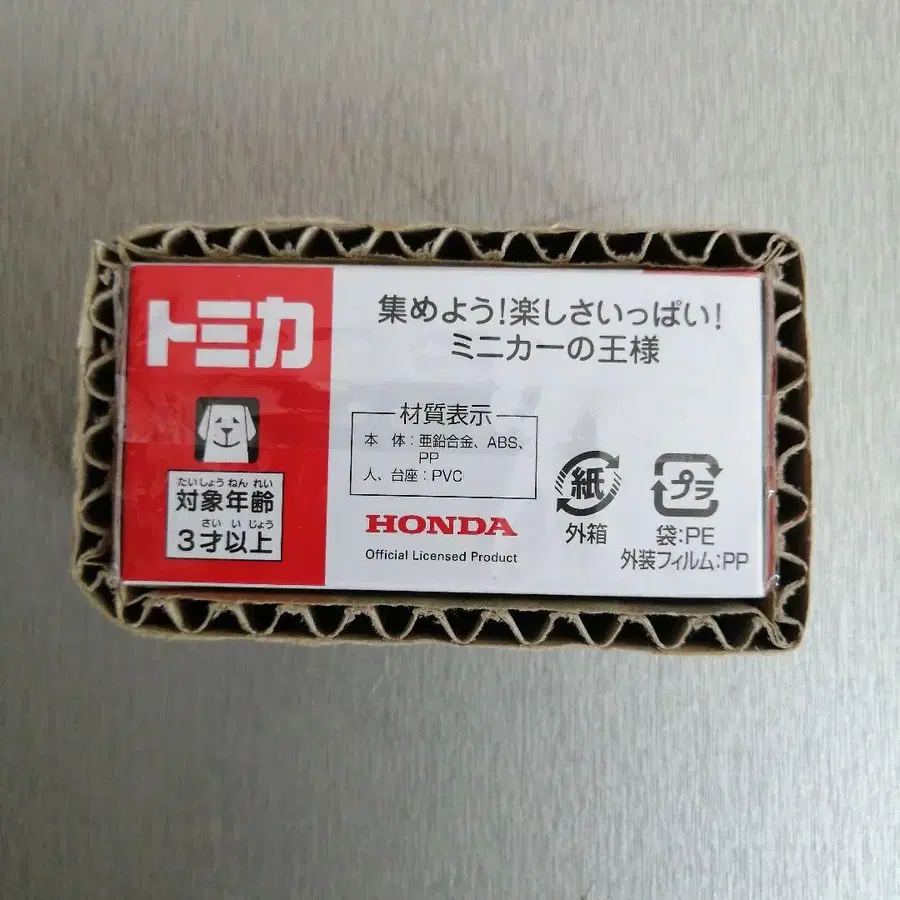 トミカ
集めよう!楽しさいっぱい!
ミニカーの王様
たいしょうねんれい
対象年齢
さいいじょう
3才以上
材質表示
本 体:亜鉛合金、ABS、
PP
人、台座:PVC
HONDA
Official Licensed Product
紙
外箱
プラ
袋:PE
外装フィルム:PP